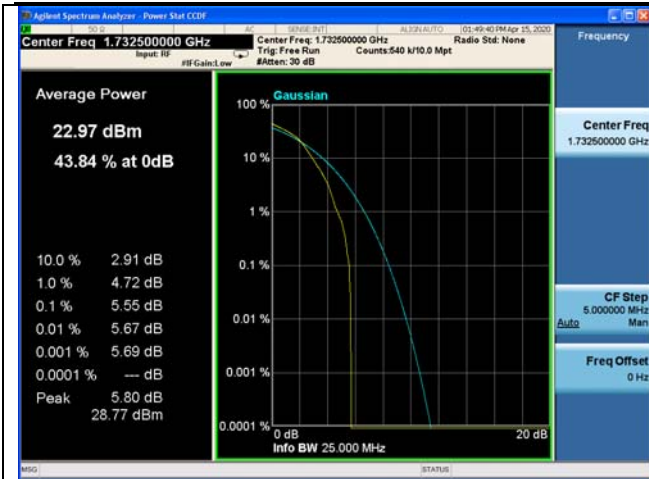 Agilent Spectrum Analyzer - Power Stat CCDF
50 Ω AC SENSE:INT ALIGN AUTO 01:49:40 PM Apr 15, 2020
Center Freq 1.732500000 GHz
Input: RF
#IFGain:Low
Center Freq: 1.732500000 GHz
Trig: Free Run Counts:540 k/10.0 Mpt
#Atten: 30 dB
Radio Std: None
Frequency
Average Power
22.97 dBm
43.84 % at 0dB
10.0 % 2.91 dB
1.0 % 4.72 dB
0.1 % 5.55 dB
0.01 % 5.67 dB
0.001 % 5.69 dB
0.0001 % --- dB
Peak 5.80 dB
28.77 dBm
Gaussian
100 %
10 %
1 %
0.1 %
0.01 %
0.001 %
0.0001 %
0 dB 20 dB
Info BW 25.000 MHz
Center Freq
1.732500000 GHz
CF Step
5.000000 MHz
Auto Man
Freq Offset
0 Hz
MSG STATUS